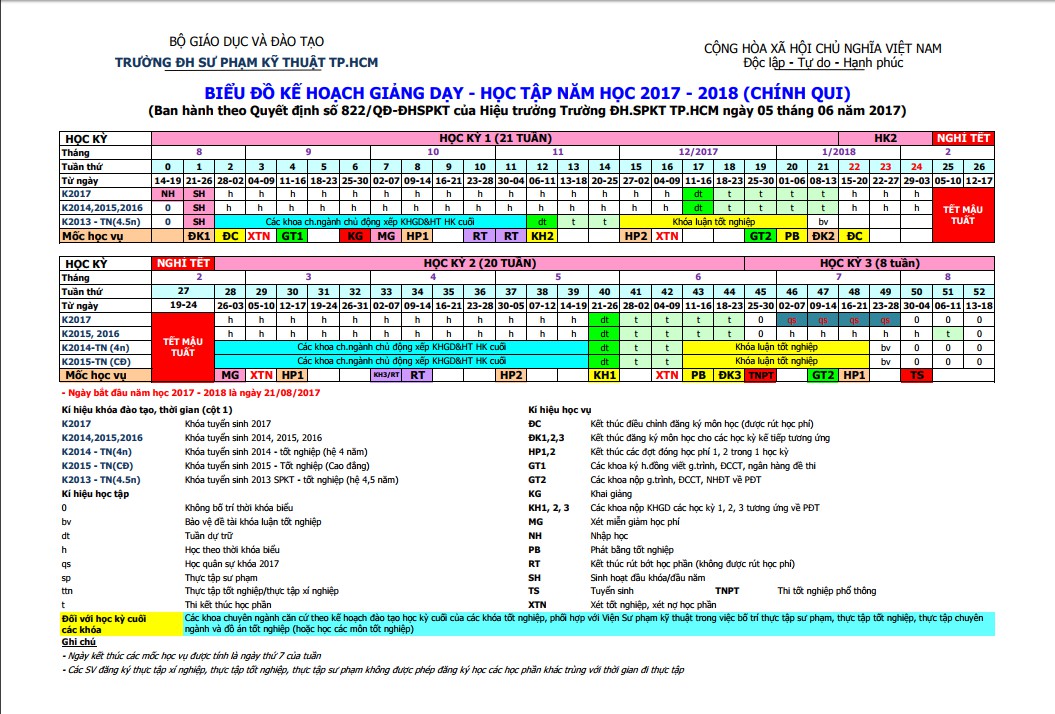 BỘ GIÁO DỤC VÀ ĐÀO TẠO
TRƯỜNG ĐH SƯ PHẠM KỸ THUẬT TP.HCM
CỘNG HÒA XÃ HỘI CHỦ NGHĨA VIỆT NAM
Độc lập - Tự do - Hạnh phúc
BIỂU ĐỒ KẾ HOẠCH GIẢNG DẠY - HỌC TẬP NĂM HỌC 2017 - 2018 (CHÍNH QUI)
(Ban hành theo Quyết định số 822/QĐ-ĐHSPKT của Hiệu trưởng Trường ĐH.SPKT TP.HCM ngày 05 tháng 06 năm 2017)
HỌC KỲ HỌC KỲ 1 (21 TUẦN) HK2 NGHỈ TẾT
Tháng 8 9 10 11 12/2017 1/2018 2
Tuần thứ 0 1 2 3 4 5 6 7 8 9 10 11 12 13 14 15 16 17 18 19 20 21 22 23 24 25 26
Từ ngày 14-19 21-26 28-02 04-09 11-16 18-23 25-30 02-07 09-14 16-21 23-28 30-04 06-11 13-18 20-25 27-02 04-09 11-16 18-23 25-30 01-06 08-13 15-20 22-27 29-03 05-10 12-17
K2017 NH SH h h h h h h h h h h h h h h h dt t t t t h h h TẾT MẬU TUẤT
K2014,2015,2016 0 SH h h h h h h h h h h h h h h h dt t t t t h h h
K2013 - TN(4.5n) 0 SH Các khoa ch.ngành chủ động xếp KHGD&HT HK cuối dt t t Khóa luận tốt nghiệp bv
Mốc học vụ ĐK1 ĐC XTN GT1 KG MG HP1 RT RT KH2 HP2 XTN GT2 PB ĐK2 ĐC
HỌC KỲ NGHỈ TẾT HỌC KỲ 2 (20 TUẦN) HỌC KỲ 3 (8 tuần)
Tháng 2 3 4 5 6 7 8
Tuần thứ 27 28 29 30 31 32 33 34 35 36 37 38 39 40 41 42 43 44 45 46 47 48 49 50 51 52
Từ ngày 19-24 26-03 05-10 12-17 19-24 26-31 02-07 09-14 16-21 23-28 30-05 07-12 14-19 21-26 28-02 04-09 11-16 18-23 25-30 02-07 09-14 16-21 23-28 30-04 06-11 13-18
K2017 TẾT MẬU TUẤT h h h h h h h h h h h h dt t t t t 0 qs qs qs qs 0 0 0
K2015, 2016 h h h h h h h h h h h h dt t t t t h h h h h h t 0
K2014-TN (4n) Các khoa ch.ngành chủ động xếp KHGD&HT HK cuối dt t t Khóa luận tốt nghiệp bv 0 0 0
K2015-TN (CĐ) Các khoa ch.ngành chủ động xếp KHGD&HT HK cuối dt t t Khóa luận tốt nghiệp bv 0 0 0
Mốc học vụ MG XTN HP1 KH3/RT RT HP2 KH1 XTN PB ĐK3 TNPT GT2 HP1 TS
- Ngày bắt đầu năm học 2017 - 2018 là ngày 21/08/2017
Kí hiệu khóa đào tạo, thời gian (cột 1)
K2017 Khóa tuyển sinh 2017
K2014,2015,2016 Khóa tuyển sinh 2014, 2015, 2016
K2014 - TN(4n) Khóa tuyển sinh 2014 - tốt nghiệp (hệ 4 năm)
K2015 - TN(CĐ) Khóa tuyển sinh 2015 - Tốt nghiệp (Cao đẳng)
K2013 - TN(4.5n) Khóa tuyển sinh 2013 SPKT - tốt nghiệp (hệ 4,5 năm)
Kí hiệu học tập
0 Không bố trí thời khóa biểu
bv Bảo vệ đề tài khóa luận tốt nghiệp
dt Tuần dự trữ
h Học theo thời khóa biểu
qs Học quân sự khóa 2017
sp Thực tập sư phạm
ttn Thực tập tốt nghiệp/thực tập xí nghiệp
t Thi kết thúc học phần
Kí hiệu học vụ
ĐC Kết thúc điều chỉnh đăng ký môn học (được rút học phí)
ĐK1,2,3 Kết thúc đăng ký môn học cho các học kỳ kế tiếp tương ứng
HP1,2 Kết thúc các đợt đóng học phí 1, 2 trong 1 học kỳ
GT1 Các khoa ký h.đồng viết g.trình, ĐCCT, ngân hàng đề thi
GT2 Các khoa nộp g.trình, ĐCCT, NHĐT về PĐT
KG Khai giảng
KH1, 2, 3 Các khoa nộp KHGD các học kỳ 1, 2, 3 tương ứng về PĐT
MG Xét miễn giảm học phí
NH Nhập học
PB Phát bằng tốt nghiệp
RT Kết thúc rút bớt học phần (không được rút học phí)
SH Sinh hoạt đầu khóa/đầu năm
TS Tuyển sinh TNPT Thi tốt nghiệp phổ thông
XTN Xét tốt nghiệp, xét nợ học phần
Đối với học kỳ cuối các khóa Các khoa chuyên ngành căn cứ theo kế hoạch đào tạo học kỳ cuối của các khóa tốt nghiệp, phối hợp với Viện Sư phạm kỹ thuật trong việc bố trí thực tập sư phạm, thực tập tốt nghiệp, thực tập chuyên
ngành và đồ án tốt nghiệp (hoặc học các môn tốt nghiệp)
Ghi chú
- Ngày kết thúc các mốc học vụ được tính là ngày thứ 7 của tuần
- Các SV đăng ký thực tập xí nghiệp, thực tập tốt nghiệp, thực tập sư phạm không được phép đăng ký học các học phần khác trùng với thời gian đi thực tập